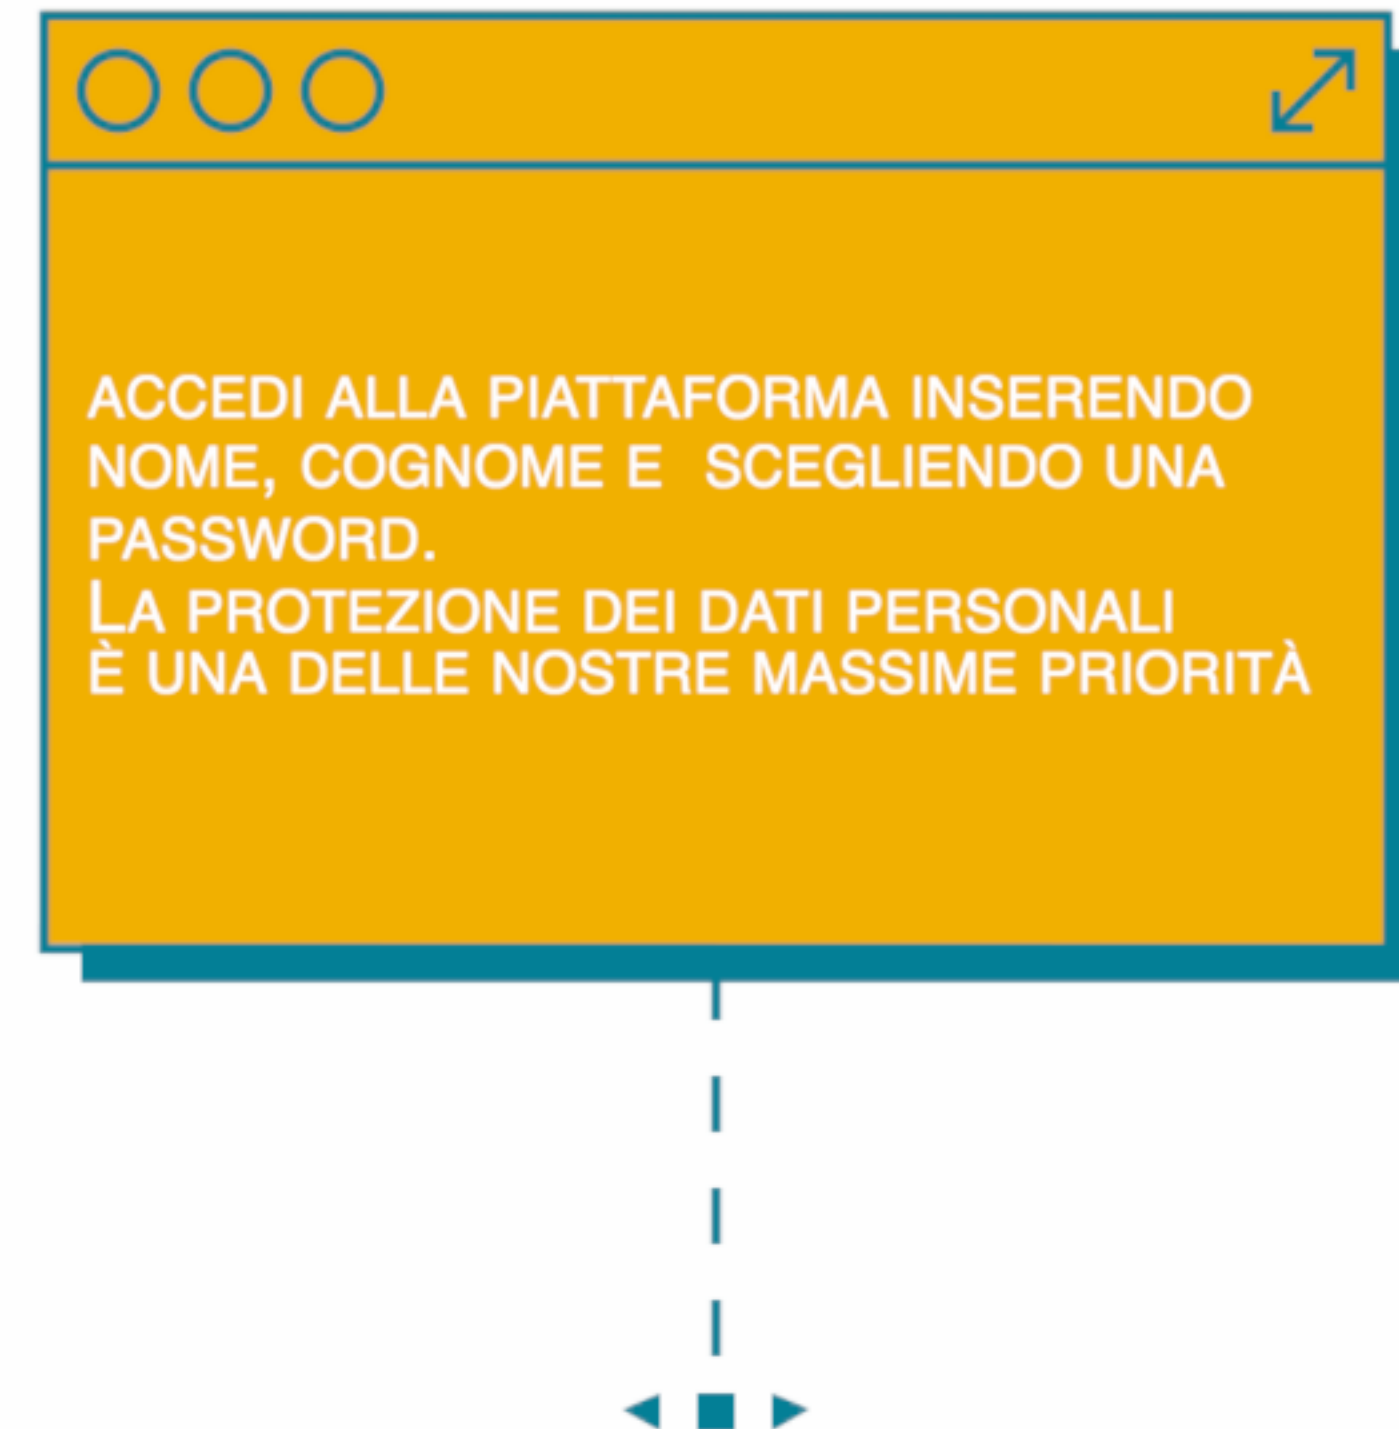 ACCEDI ALLA PIATTAFORMA INSERENDO
NOME, COGNOME E  SCEGLIENDO UNA
PASSWORD.
LA PROTEZIONE DEI DATI PERSONALI
È UNA DELLE NOSTRE MASSIME PRIORITÀ